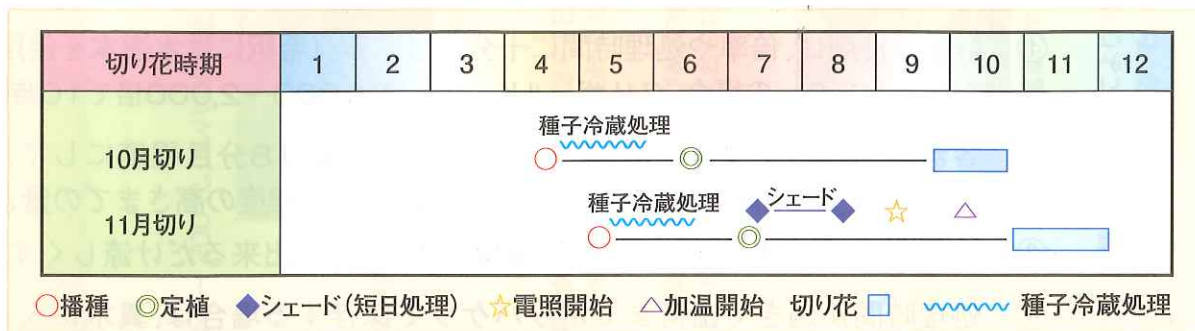 切り花時期 1 2 3 4 5 6 7 8 9 10 11 12
種子冷蔵処理
10月切り
種子冷蔵処理 シェード
11月切り
○播種 ◎定植 ◆シェード(短日処理) ☆電照開始 △加温開始 切り花 □ 種子冷蔵処理